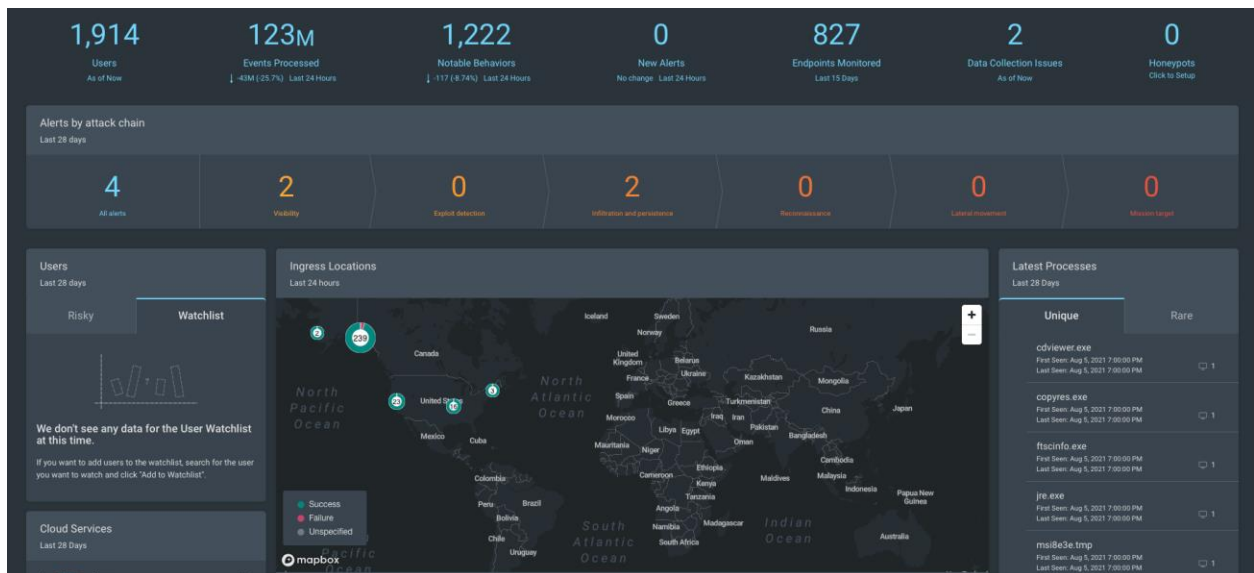 1,914
Users
As of Now
123M
Events Processed
↓ -43M (-25.7%) Last 24 Hours
1,222
Notable Behaviors
↓ -117 (-8.74%) Last 24 Hours
0
New Alerts
No change Last 24 Hours
827
Endpoints Monitored
Last 15 Days
2
Data Collection Issues
As of Now
0
Honeypots
Click to Setup
Alerts by attack chain
Last 28 days
4
All alerts
2
Visibility
0
Exploit detection
2
Infiltration and persistence
0
Reconnaissance
0
Lateral movement
0
Mission target
Users
Last 28 days
Risky
Watchlist
We don't see any data for the User Watchlist
at this time.
If you want to add users to the watchlist, search for the user
you want to watch and click "Add to Watchlist".
Cloud Services
Last 28 Days
Ingress Locations
Last 24 hours
+
−
2
239
23
16
3
Iceland
Sweden
Norway
Russia
Canada
United
Kingdom
Belarus
Ukraine
France
Kazakhstan
Mongolia
North
Pacific
Ocean
United States
North
Atlantic
Ocean
Spain
Greece
Turkmenistan
China
Japan
Morocco
Iraq
Iran
Pakistan
Libya
Egypt
Mexico
Cuba
Oman
Bangladesh
Mauritania
Niger
Cambodia
Colombia
Cameroon
Ethiopia
Kenya
Maldives
Malaysia
Indonesia
Papua New
Guinea
Tanzania
Peru
Brazil
Angola
Bolivia
South
Atlantic
Ocean
Namibia
Madagascar
Indian
Ocean
Chile
South Africa
Australia
Uruguay
Pacific
Ocean
Success
Failure
Unspecified
mapbox
Latest Processes
Last 28 Days
Unique
Rare
cdviewer.exe
First Seen: Aug 5, 2021 7:00:00 PM
Last Seen: Aug 5, 2021 7:00:00 PM
1
copyres.exe
First Seen: Aug 5, 2021 7:00:00 PM
Last Seen: Aug 5, 2021 7:00:00 PM
1
ftscinfo.exe
First Seen: Aug 5, 2021 7:00:00 PM
Last Seen: Aug 5, 2021 7:00:00 PM
1
jre.exe
First Seen: Aug 5, 2021 7:00:00 PM
Last Seen: Aug 5, 2021 7:00:00 PM
1
msi8e3e.tmp
First Seen: Aug 5, 2021 7:00:00 PM
Last Seen: Aug 5, 2021 7:00:00 PM
1